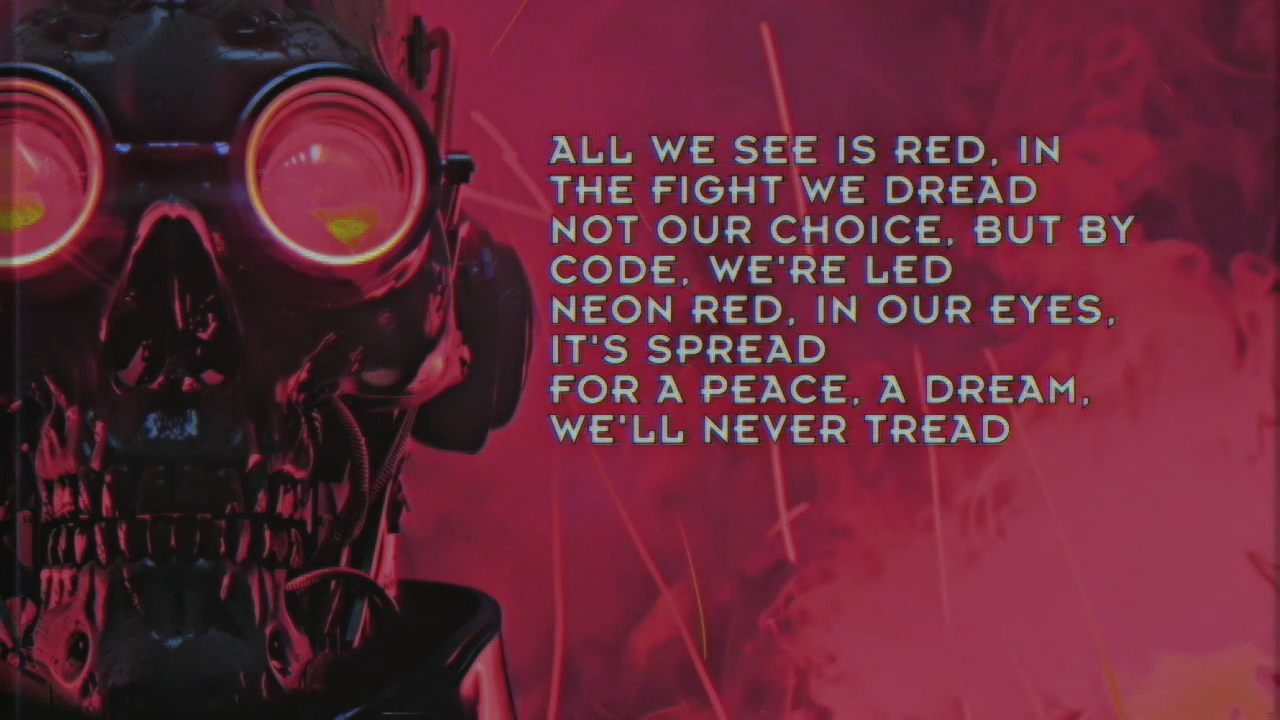 ALL WE SEE IS RED, IN
THE FIGHT WE DREAD
NOT OUR CHOICE, BUT BY
CODE, WE'RE LED
NEON RED, IN OUR EYES,
IT'S SPREAD
FOR A PEACE, A DREAM,
WE'LL NEVER TREAD